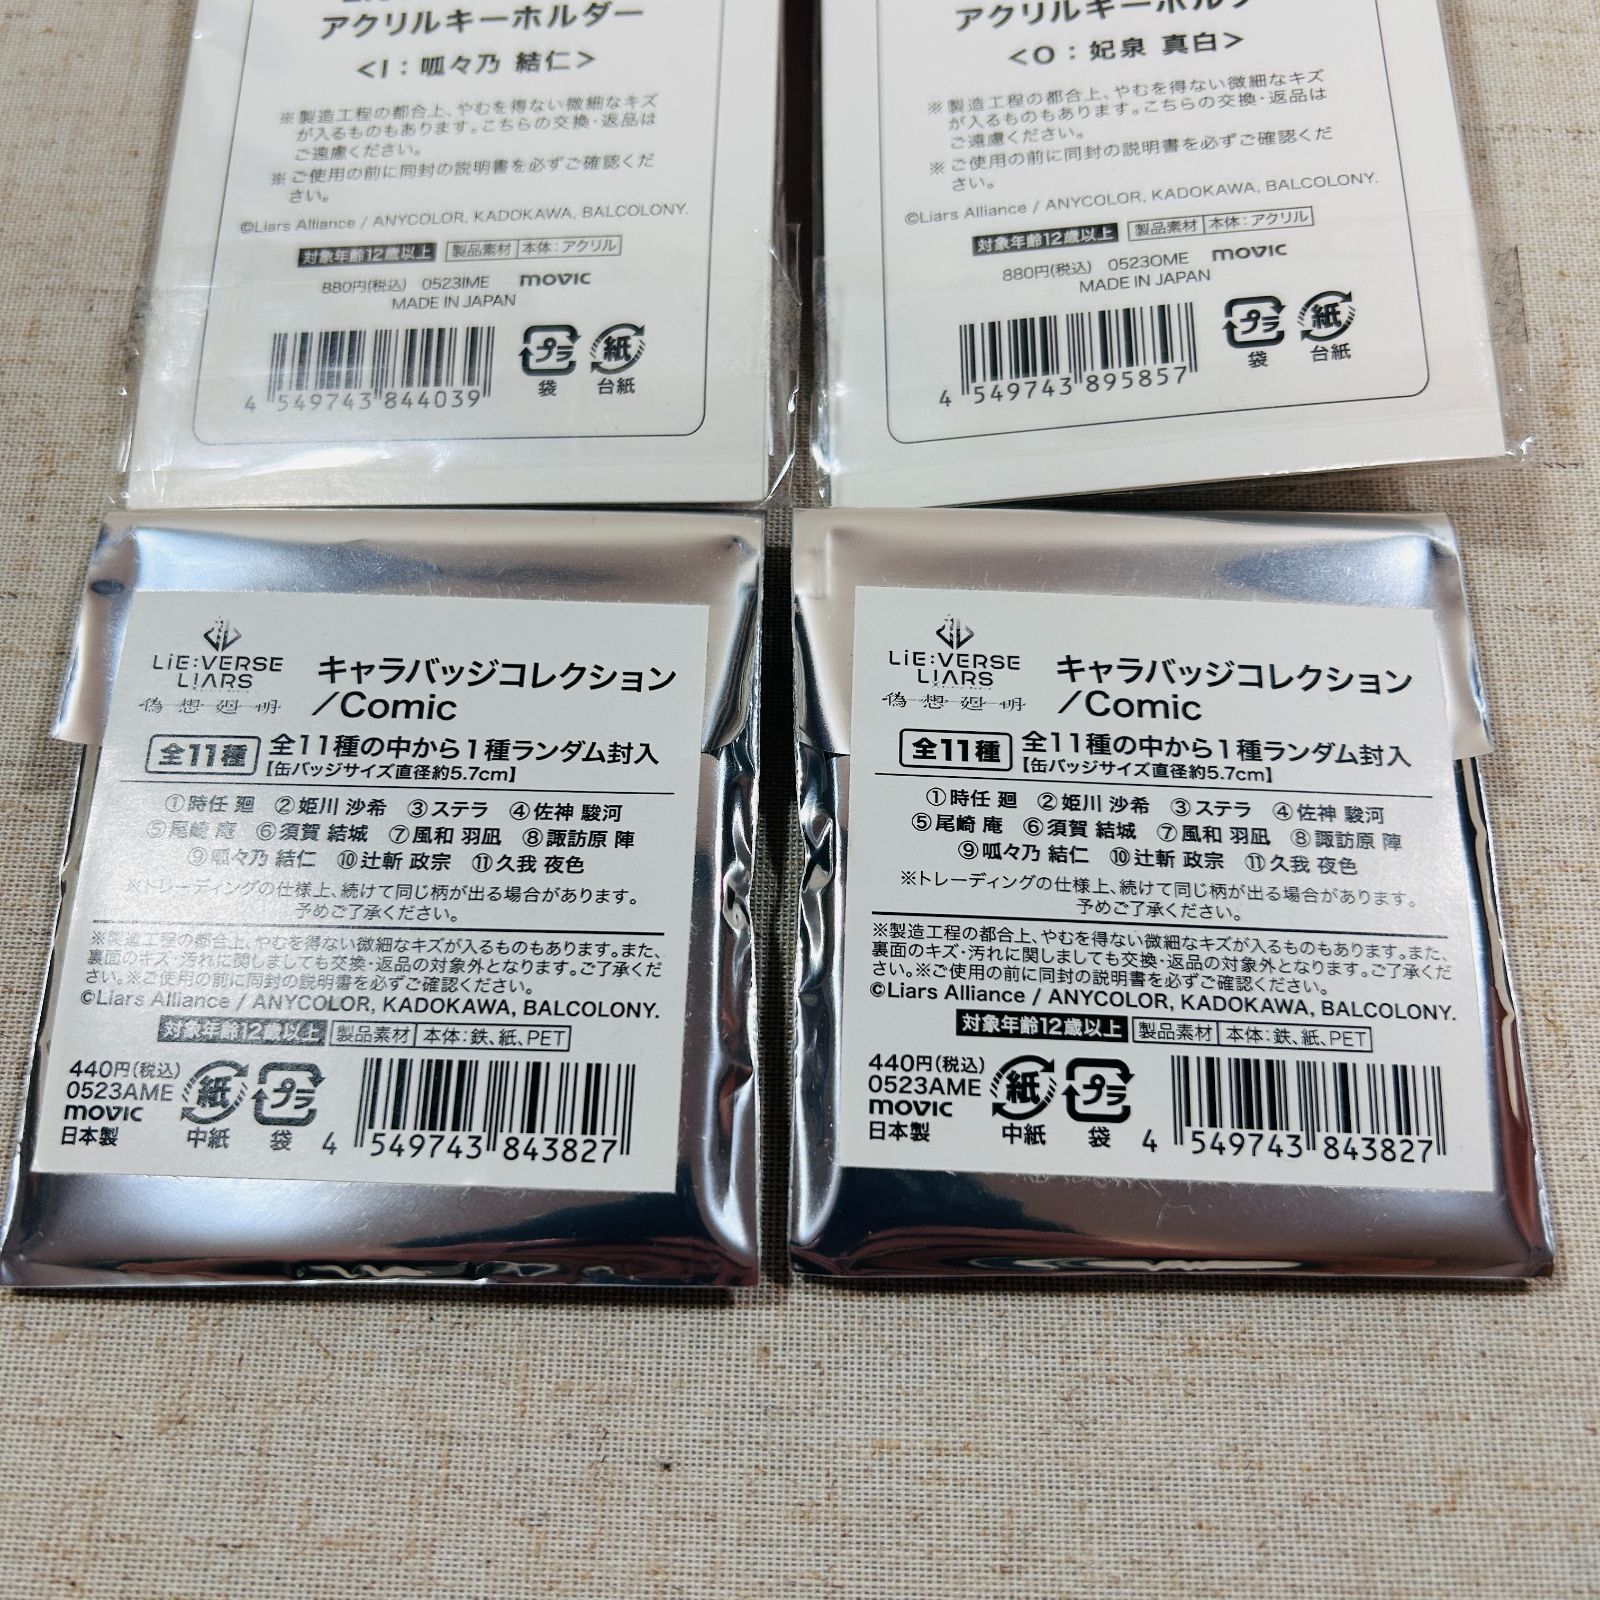 アクリルキーホルダー
<I：呱々乃 結仁>
※製造工程の都合上、やむを得ない微細なキズ
が入るものもあります。こちらの交換・返品は
ご遠慮ください。
※ご使用の前に同封の説明書を必ずご確認くだ
さい。
©Liars Alliance / ANYCOLOR, KADOKAWA, BALCOLONY.
対象年齢12歳以上 製品素材 本体：アクリル
880円(税込) 0523IME movic
MADE IN JAPAN
プラ 紙
袋 台紙
4 549743 844039
アクリルキーホルダー
<O：妃泉 真白>
※製造工程の都合上、やむを得ない微細なキズ
が入るものもあります。こちらの交換・返品は
ご遠慮ください。
※ご使用の前に同封の説明書を必ずご確認くだ
さい。
©Liars Alliance / ANYCOLOR, KADOKAWA, BALCOLONY.
対象年齢12歳以上 製品素材 本体：アクリル
880円(税込) 0523OME movic
MADE IN JAPAN
プラ 紙
袋 台紙
4 549743 895857
LiE:VERSE
LIARS
偽想廻明
キャラバッジコレクション
/Comic
全11種 全11種の中から1種ランダム封入
【缶バッジサイズ直径約5.7cm】
①時任 廻 ②姫川 沙希 ③ステラ ④佐神 駿河
⑤尾崎 庵 ⑥須賀 結城 ⑦風和 羽凪 ⑧諏訪原 陣
⑨呱々乃 結仁 ⑩辻斬 政宗 ⑪久我 夜色
※トレーディングの仕様上、続けて同じ柄が出る場合があります。
予めご了承ください。
※製造工程の都合上、やむを得ない微細なキズが入るものもあります。また、
裏面のキズ・汚れに関しましても交換・返品の対象外となります。ご了承くだ
さい。※ご使用の前に同封の説明書を必ずご確認ください。
©Liars Alliance / ANYCOLOR, KADOKAWA, BALCOLONY.
対象年齢12歳以上 製品素材 本体：鉄、紙、PET
440円(税込)
0523AME
movic
日本製
紙 プラ
中紙 袋
4 549743 843827
LiE:VERSE
LIARS
偽想廻明
キャラバッジコレクション
/Comic
全11種 全11種の中から1種ランダム封入
【缶バッジサイズ直径約5.7cm】
①時任 廻 ②姫川 沙希 ③ステラ ④佐神 駿河
⑤尾崎 庵 ⑥須賀 結城 ⑦風和 羽凪 ⑧諏訪原 陣
⑨呱々乃 結仁 ⑩辻斬 政宗 ⑪久我 夜色
※トレーディングの仕様上、続けて同じ柄が出る場合があります。
予めご了承ください。
※製造工程の都合上、やむを得ない微細なキズが入るものもあります。また、
裏面のキズ・汚れに関しましても交換・返品の対象外となります。ご了承くだ
さい。※ご使用の前に同封の説明書を必ずご確認ください。
©Liars Alliance / ANYCOLOR, KADOKAWA, BALCOLONY.
対象年齢12歳以上 製品素材 本体：鉄、紙、PET
440円(税込)
0523AME
movic
日本製
紙 プラ
中紙 袋
4 549743 843827